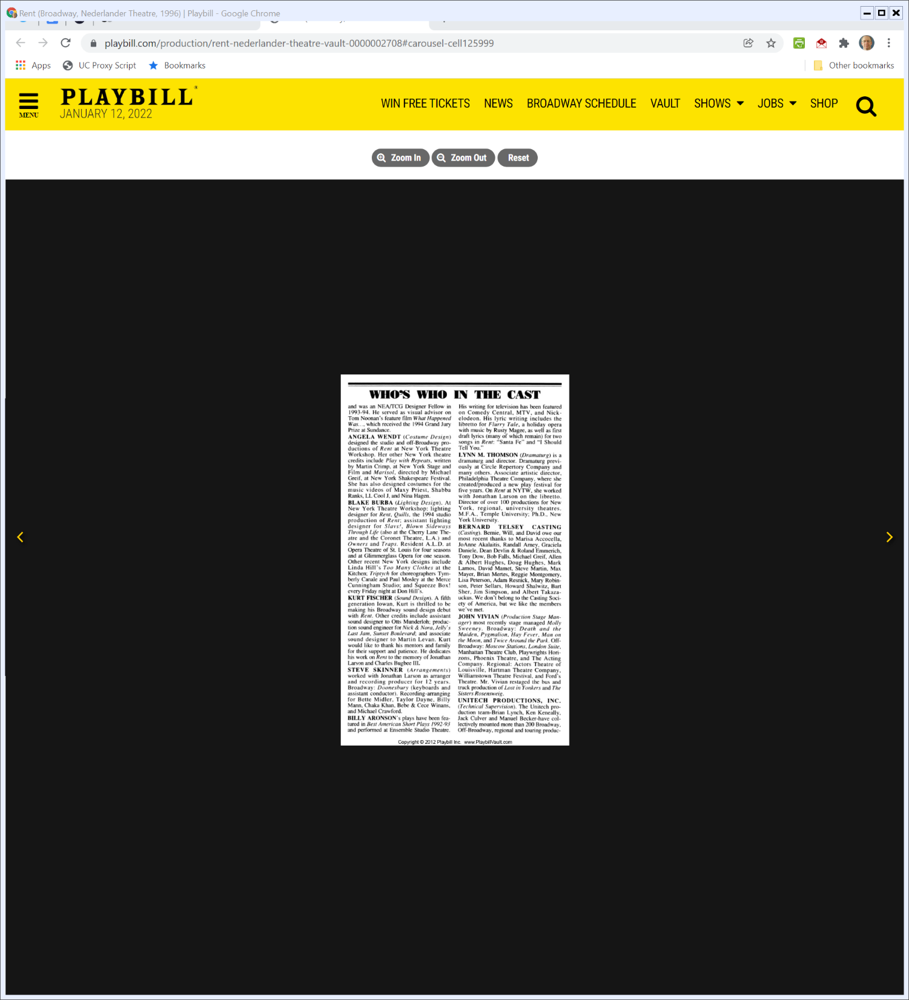 Rent (Broadway, Nederlander Theatre, 1996) | Playbill - Google Chrome
playbill.com/production/rent-nederlander-theatre-vault-0000002708#carousel-cell125999
Apps
UC Proxy Script
Bookmarks
Other bookmarks
MENU
PLAYBILL®
JANUARY 12, 2022
WIN FREE TICKETS
NEWS
BROADWAY SCHEDULE
VAULT
SHOWS
JOBS
SHOP
Zoom In
Zoom Out
Reset
WHO'S WHO IN THE CAST
and was an NEA/TCG Designer Fellow in
1993-94. He served as visual advisor on
Tom Noonan's feature film What Happened
Was..., which received the 1994 Grand Jury
Prize at Sundance.
ANGELA WENDT (Costume Design)
designed the studio and off-Broadway pro-
ductions of Rent at New York Theatre
Workshop. Her other New York theatre
credits include Play with Repeats, written
by Martin Crimp, at New York Stage and
Film and Marisol, directed by Michael
Greif, at New York Shakespeare Festival.
She has also designed costumes for the
music videos of Maxy Priest, Shabba
Ranks, LL Cool J, and Nina Hagen.
BLAKE BURBA (Lighting Design). At
New York Theatre Workshop: lighting
designer for Rent, Quills, the 1994 studio
production of Rent; assistant lighting
designer for Slavs!, Blown Sideways
Through Life (also at the Cherry Lane The-
atre and the Coronet Theatre, L.A.) and
Owners and Traps. Resident A.L.D. at
Opera Theatre of St. Louis for four seasons
and at Glimmerglass Opera for one season.
Other recent New York designs include
Linda Hill's Too Many Clothes at the
Kitchen; Triptych for choreographers Tym-
berly Canale and Paul Mosley at the Merce
Cunningham Studio; and Squeeze Box!
every Friday night at Don Hill's.
KURT FISCHER (Sound Design). A fifth
generation Iowan, Kurt is thrilled to be
making his Broadway sound design debut
with Rent. Other credits include assistant
sound designer to Otts Munderloh; produc-
tion sound engineer for Nick & Nora, Jelly's
Last Jam, Sunset Boulevard; and associate
sound designer to Martin Levan. Kurt
would like to thank his mentors and family
for their support and patience. He dedicates
his work on Rent to the memory of Jonathan
Larson and Charles Bugbee III.
STEVE SKINNER (Arrangements)
worked with Jonathan Larson as arranger
and recording producer for 12 years.
Broadway: Doonesbury (keyboards and
assistant conductor). Recording-arranging
for Bette Midler, Taylor Dayne, Billy
Mann, Chaka Khan, Bebe & Cece Winans,
and Michael Crawford.
BILLY ARONSON's plays have been fea-
tured in Best American Short Plays 1992-93
and performed at Ensemble Studio Theatre.
His writing for television has been featured
on Comedy Central, MTV, and Nick-
elodeon. His lyric writing includes the
libretto for Flurry Tale, a holiday opera
with music by Rusty Magee, as well as first
draft lyrics (many of which remain) for two
songs in Rent: "Santa Fe" and "I Should
Tell You."
LYNN M. THOMSON (Dramaturg) is a
dramaturg and director. Dramaturg previ-
ously at Circle Repertory Company and
many others. Associate artistic director,
Philadelphia Theatre Company, where she
created/produced a new play festival for
five years. On Rent at NYTW, she worked
with Jonathan Larson on the libretto.
Director of over 100 productions for New
York, regional, university theatres.
M.F.A., Temple University; Ph.D., New
York University.
BERNARD TELSEY CASTING
(Casting). Bernie, Will, and David owe our
most recent thanks to Marisa Accocella,
JoAnne Akalaitis, Randall Arney, Graciela
Daniele, Dean Devlin & Roland Emmerich,
Tony Dow, Bob Falls, Michael Greif, Allen
& Albert Hughes, Doug Hughes, Mark
Lamos, David Mamet, Steve Martin, Max
Mayer, Brian Mertes, Reggie Montgomery,
Lisa Peterson, Adam Resnick, Mary Robin-
son, Peter Sellars, Howard Shalwitz, Bart
Sher, Jim Simpson, and Albert Takaza-
uckus. We don't belong to the Casting Soci-
ety of America, but we like the members
we've met.
JOHN VIVIAN (Production Stage Man-
ager) most recently stage managed Molly
Sweeney. Broadway: Death and the
Maiden, Pygmalion, Hay Fever, Man on
the Moon, and Twice Around the Park. Off-
Broadway: Moscow Stations, London Suite,
Manhattan Theatre Club, Playwrights Hori-
zons, Phoenix Theatre, and The Acting
Company. Regional: Actors Theatre of
Louisville, Hartman Theatre Company,
Williamstown Theatre Festival, and Ford's
Theatre. Mr. Vivian restaged the bus and
truck production of Lost in Yonkers and The
Sisters Rosensweig.
UNITECH PRODUCTIONS, INC.
(Technical Supervision). The Unitech pro-
duction team-Brian Lynch, Ken Keneally,
Jack Culver and Manuel Becker-have col-
lectively mounted more than 200 Broadway,
Off-Broadway, regional and touring produc-
Copyright © 2012 Playbill Inc. www.PlaybillVault.com